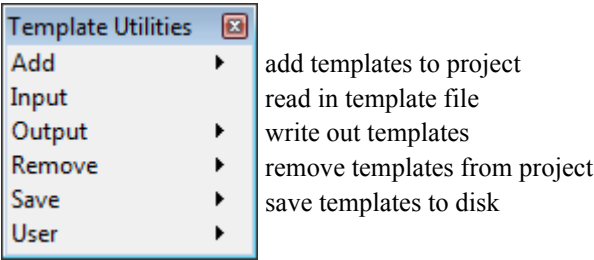 Template Utilities
Add add templates to project
Input read in template file
Output write out templates
Remove remove templates from project
Save save templates to disk
User